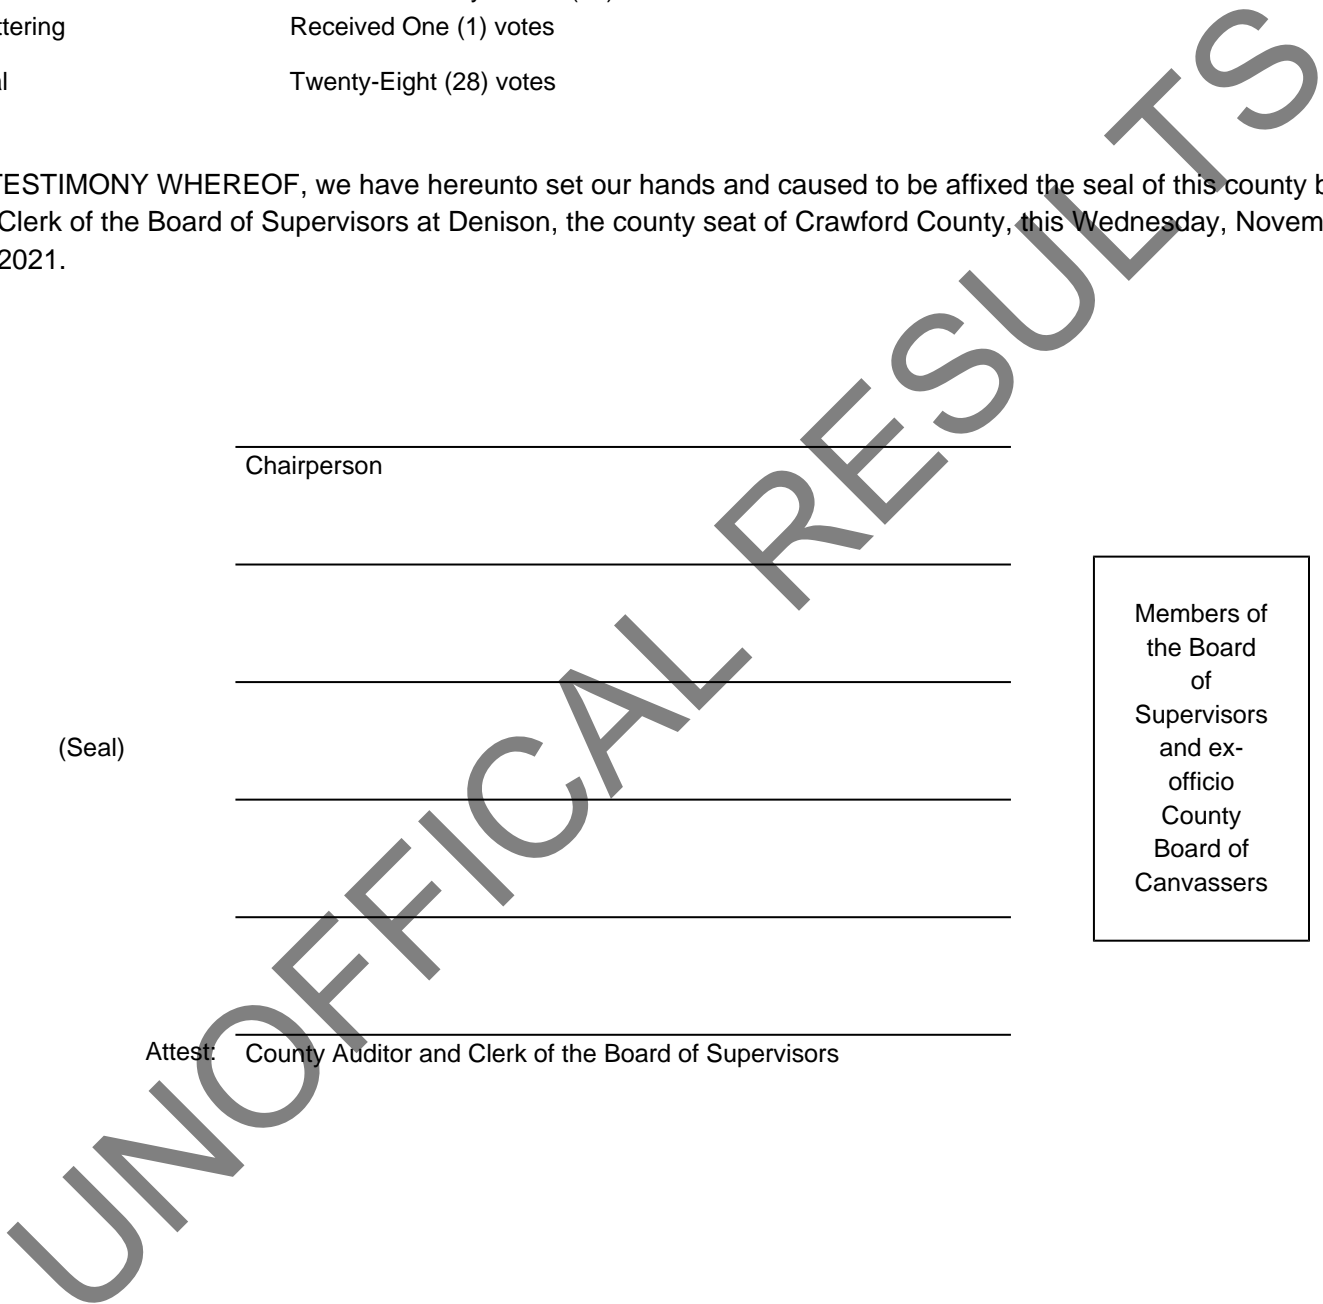 ttering Received One (1) votes
al Twenty-Eight (28) votes
TESTIMONY WHEREOF, we have hereunto set our hands and caused to be affixed the seal of this county b
Clerk of the Board of Supervisors at Denison, the county seat of Crawford County, this Wednesday, Novem
2021.
Chairperson
Members of
the Board
of
Supervisors
and ex-
officio
County
Board of
Canvassers
(Seal)
Attest: County Auditor and Clerk of the Board of Supervisors
UNOFFICAL RESULTS